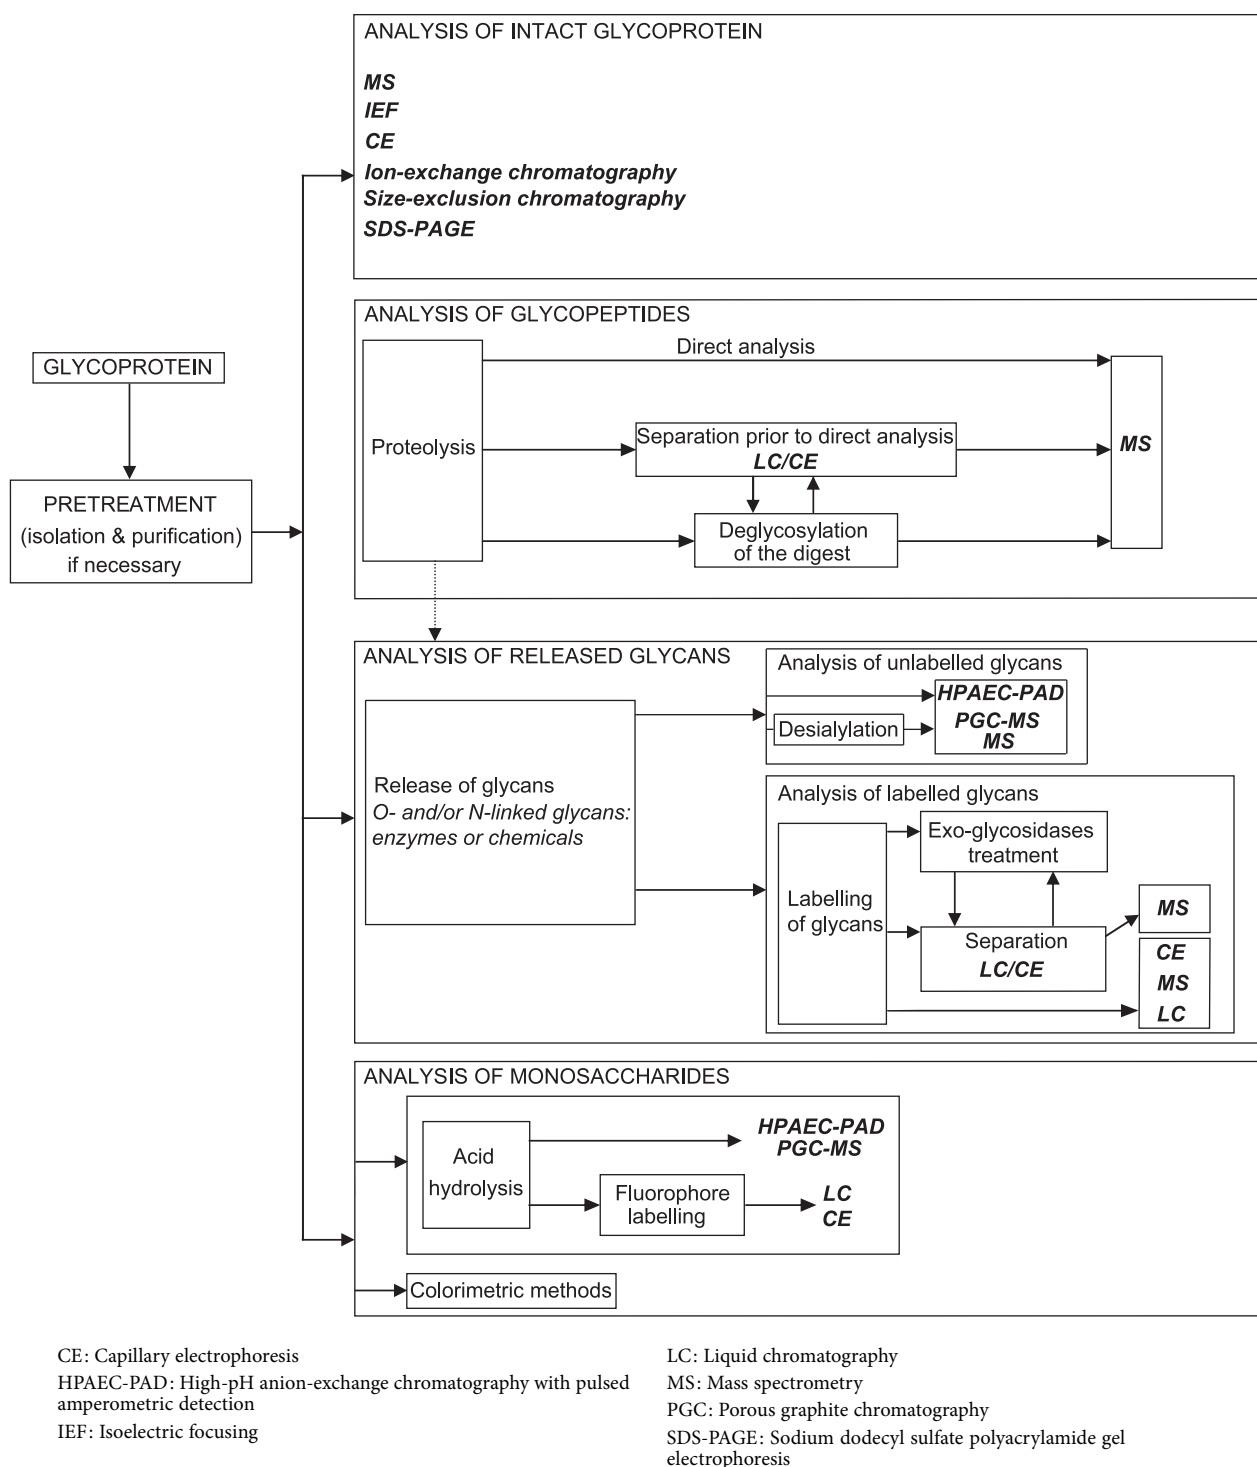 ANALYSIS OF INTACT GLYCOPROTEIN
MS
IEF
CE
Ion-exchange chromatography
Size-exclusion chromatography
SDS-PAGE
GLYCOPROTEIN
PRETREATMENT
(isolation & purification)
if necessary
ANALYSIS OF GLYCOPEPTIDES
Proteolysis
Direct analysis
Separation prior to direct analysis
LC/CE
Deglycosylation
of the digest
MS
ANALYSIS OF RELEASED GLYCANS
Release of glycans
O- and/or N-linked glycans:
enzymes or chemicals
Analysis of unlabelled glycans
Desialylation
HPAEC-PAD
PGC-MS
MS
Analysis of labelled glycans
Labelling
of glycans
Exo-glycosidases
treatment
Separation
LC/CE
MS
CE
MS
LC
ANALYSIS OF MONOSACCHARIDES
Acid
hydrolysis
HPAEC-PAD
PGC-MS
Fluorophore
labelling
LC
CE
Colorimetric methods
CE: Capillary electrophoresis
HPAEC-PAD: High-pH anion-exchange chromatography with pulsed
amperometric detection
IEF: Isoelectric focusing
LC: Liquid chromatography
MS: Mass spectrometry
PGC: Porous graphite chromatography
SDS-PAGE: Sodium dodecyl sulfate polyacrylamide gel
electrophoresis